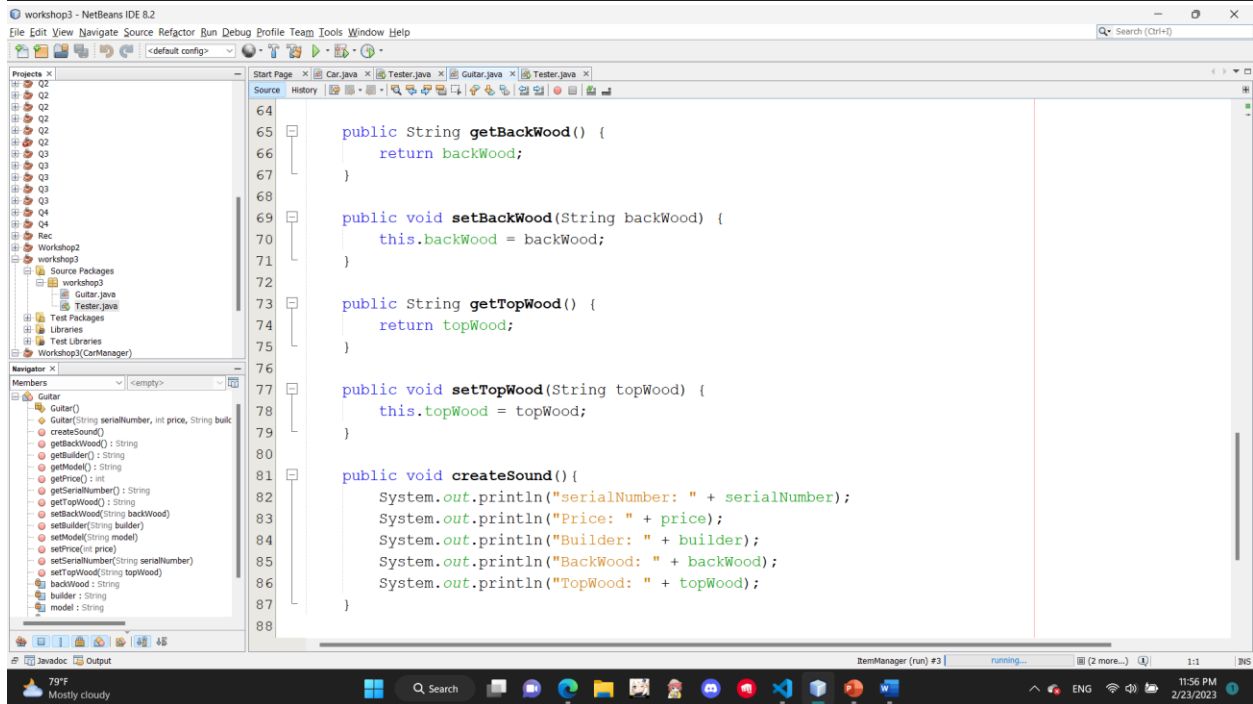 workshop3 - NetBeans IDE 8.2
File Edit View Navigate Source Refactor Run Debug Profile Team Tools Window Help
Search (Ctrl+I)
<default config>
Projects
Start Page Car.java Tester.java Guitar.java Tester.java
Source History
Q2
Q2
Q2
Q2
Q2
Q2
Q3
Q3
Q3
Q3
Q3
Q4
Q4
Rec
Workshop2
workshop3
Source Packages
workshop3
Guitar.java
Tester.java
Test Packages
Libraries
Test Libraries
Workshop3(CarManager)
Navigator
Members <empty>
Guitar
Guitar()
Guitar(String serialNumber, int price, String builc
createSound()
getBackWood() : String
getBuilder() : String
getModel() : String
getPrice() : int
getSerialNumber() : String
getTopWood() : String
setBackWood(String backWood)
setBuilder(String builder)
setModel(String model)
setPrice(int price)
setSerialNumber(String serialNumber)
setTopWood(String topWood)
backWood : String
builder : String
model : String
64
65 public String getBackWood() {
66 return backWood;
67 }
68
69 public void setBackWood(String backWood) {
70 this.backWood = backWood;
71 }
72
73 public String getTopWood() {
74 return topWood;
75 }
76
77 public void setTopWood(String topWood) {
78 this.topWood = topWood;
79 }
80
81 public void createSound(){
82 System.out.println("serialNumber: " + serialNumber);
83 System.out.println("Price: " + price);
84 System.out.println("Builder: " + builder);
85 System.out.println("BackWood: " + backWood);
86 System.out.println("TopWood: " + topWood);
87 }
88
Javadoc Output
ItemManager (run) #3 running... (2 more...) 1:1 INS
79°F
Mostly cloudy
Search
ENG
11:56 PM
2/23/2023
1